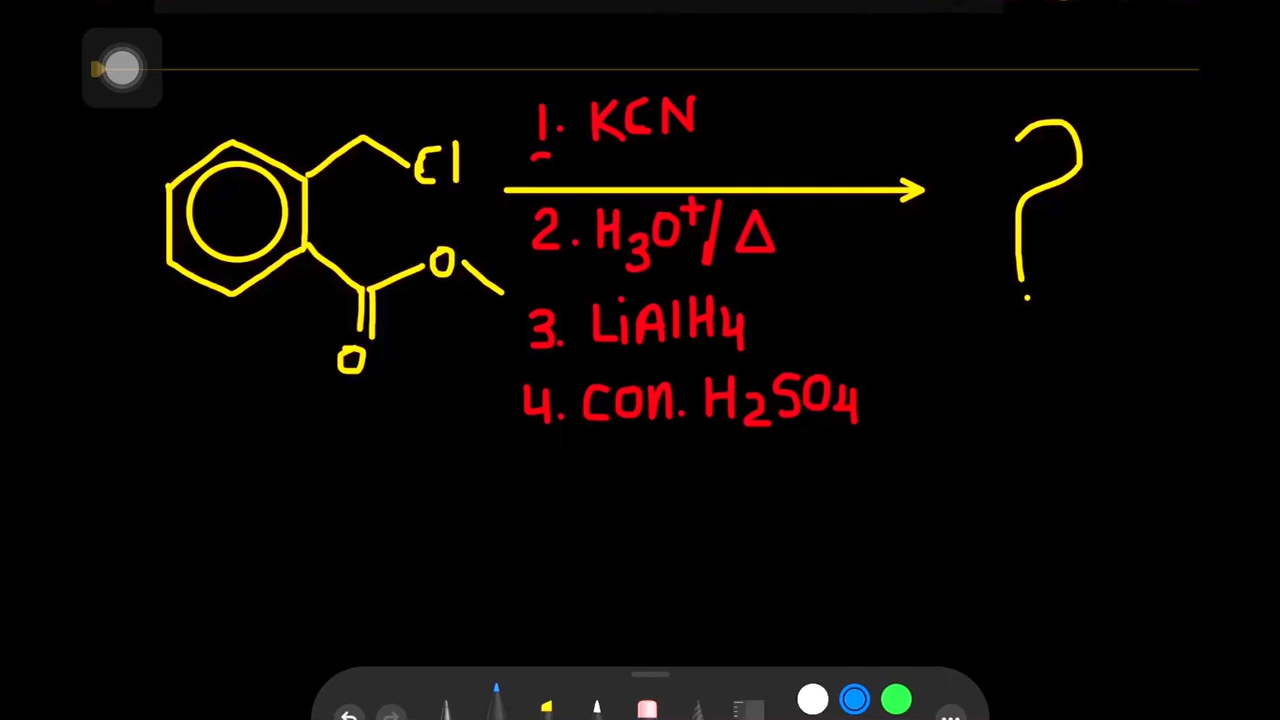 1. KCN
Cl
2. H3O+/Δ
O
O
3. LiAlH4
4. con. H2SO4
?